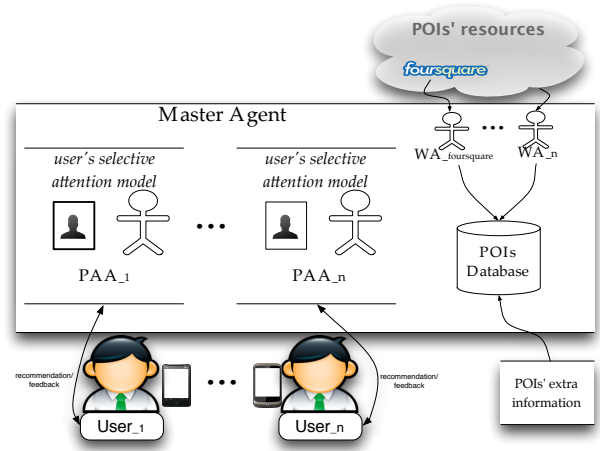 POIs' resources
foursquare
Master Agent
user's selective
attention model
user's selective
attention model
WA_foursquare
WA_n
PAA_1
PAA_n
POIs
Database
recommendation/
feedback
recommendation/
feedback
User_1
User_n
POIs' extra
information